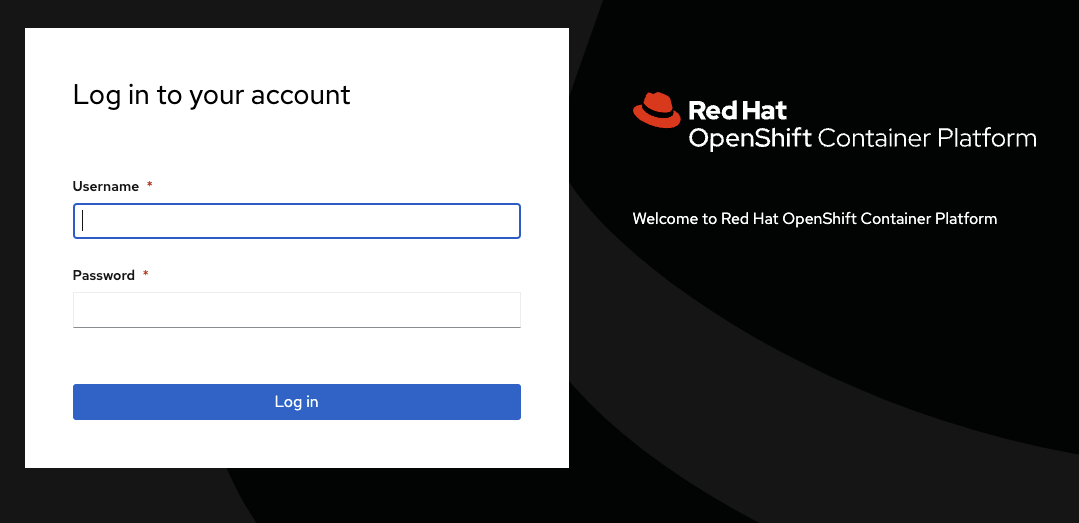 Log in to your account
Username *
Password *
Log in
Red Hat
OpenShift Container Platform
Welcome to Red Hat OpenShift Container Platform